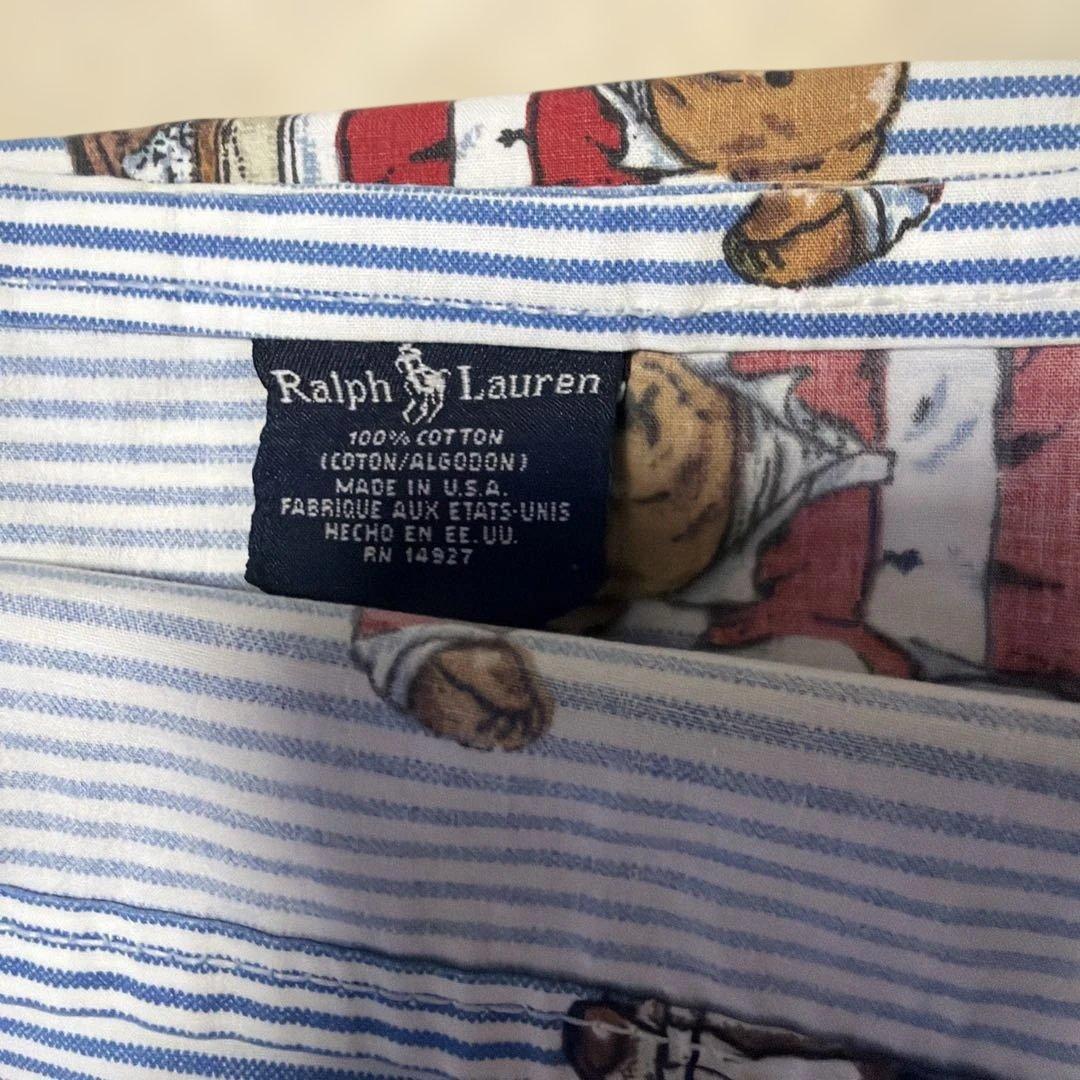 Ralph Lauren
100% COTTON
(COTON/ALGODON)
MADE IN U.S.A.
FABRIQUE AUX ETATS-UNIS
HECHO EN EE.UU.
RN 14927